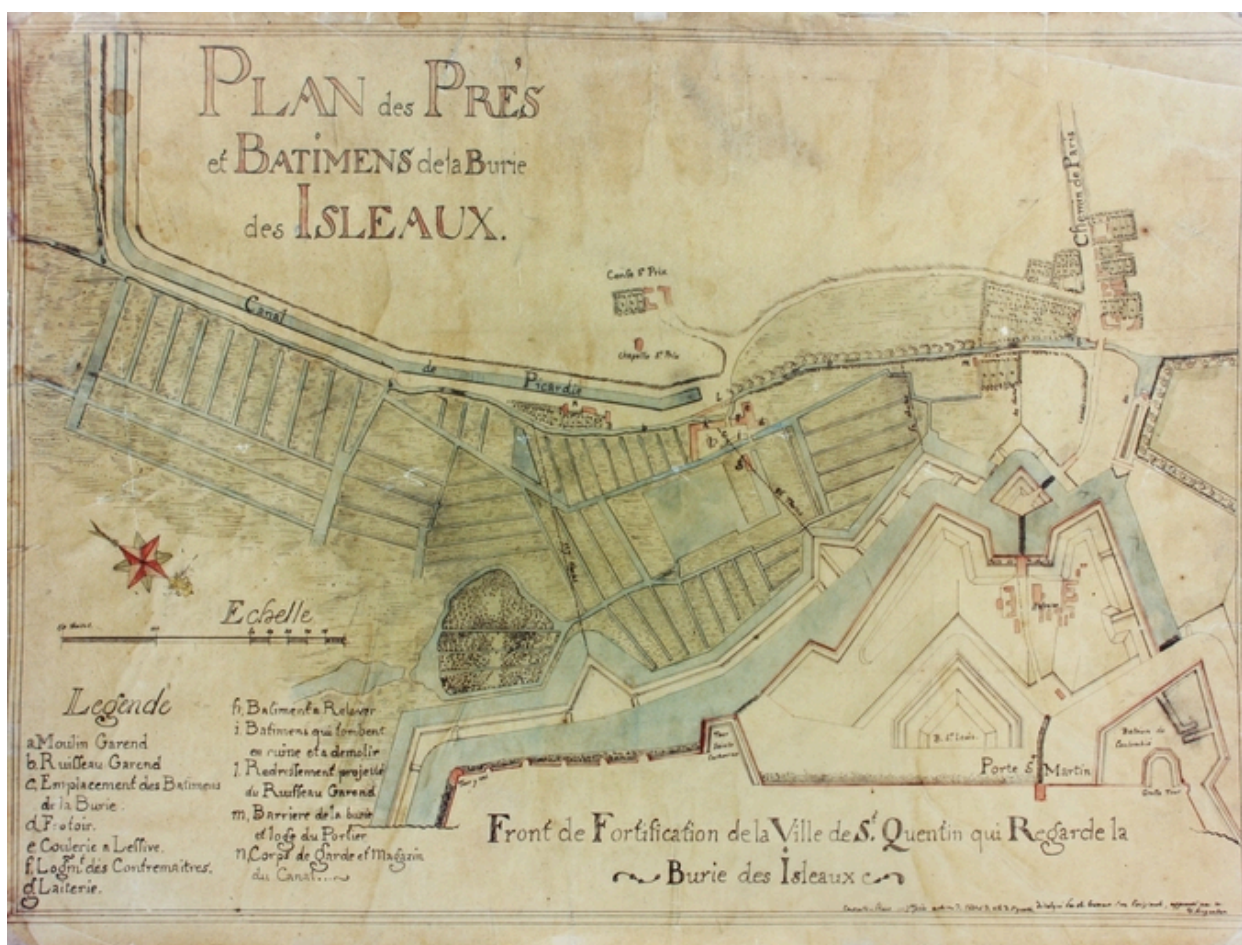 PLAN des PRÉS
et BATIMENS de la Burie
des ISLEAUX.
Chemin de Paris
Cense St Prix
Chapelle St Prix
Canal de Picardie
Echelle
Legende
a Moulin Garend
b, Ruisseau Garend
c, Emplacement des Batimens
de la Burie.
d, Frotoir.
e Coulerie a Lessive.
f, Logmt des Contremaitres.
g Laiterie.
h, Batiment a Relever
i, Batimens qui tombent
en ruine et a demolir
l, Redressement projetté
du Ruisseau Garend
m, Barriere de la burie
et loge du Portier
n, Corps de Garde et Magazin
du Canal
B. St Louis.
Porte St Martin
Front de Fortification de la Ville de St Quentin qui Regarde la
Burie des Isleaux